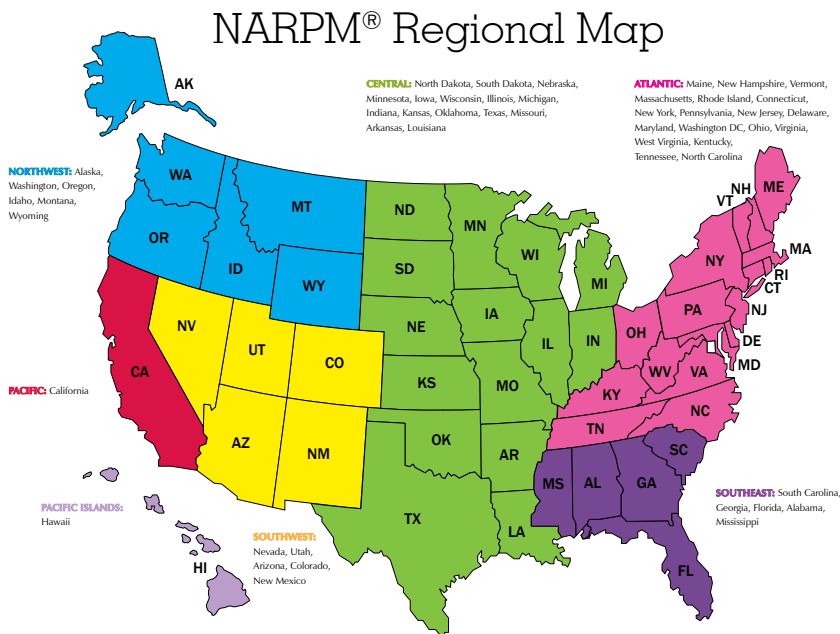 NARPM® Regional Map
CENTRAL: North Dakota, South Dakota, Nebraska,
Minnesota, Iowa, Wisconsin, Illinois, Michigan,
Indiana, Kansas, Oklahoma, Texas, Missouri,
Arkansas, Louisiana
ATLANTIC: Maine, New Hampshire, Vermont,
Massachusetts, Rhode Island, Connecticut,
New York, Pennsylvania, New Jersey, Delaware,
Maryland, Washington DC, Ohio, Virginia,
West Virginia, Kentucky,
Tennessee, North Carolina
NORTHWEST: Alaska,
Washington, Oregon,
Idaho, Montana,
Wyoming
PACIFIC: California
PACIFIC ISLANDS:
Hawaii
SOUTHWEST:
Nevada, Utah,
Arizona, Colorado,
New Mexico
SOUTHEAST: South Carolina,
Georgia, Florida, Alabama,
Mississippi
AK
WA
OR
ID
MT
WY
CA
NV
UT
CO
AZ
NM
HI
ND
SD
NE
KS
OK
TX
MN
IA
MO
AR
LA
WI
IL
MI
IN
OH
KY
TN
WV
VA
NC
PA
NY
VT
NH
ME
MA
RI
CT
NJ
DE
MD
SC
MS
AL
GA
FL